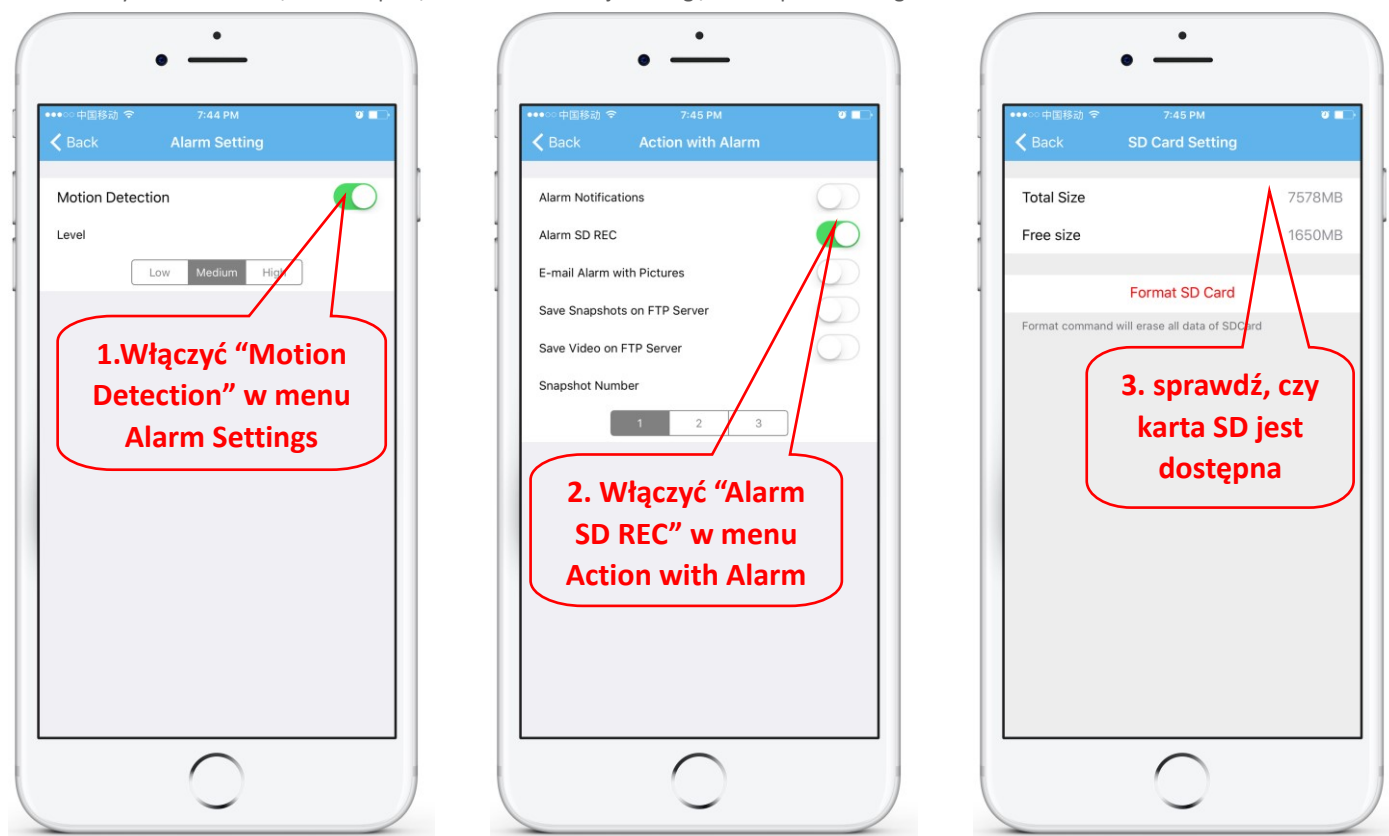 中国移动 7:44 PM
Back Alarm Setting
Motion Detection
Level
Low Medium High
1.Włączyć “Motion
Detection” w menu
Alarm Settings
中国移动 7:45 PM
Back Action with Alarm
Alarm Notifications
Alarm SD REC
E-mail Alarm with Pictures
Save Snapshots on FTP Server
Save Video on FTP Server
Snapshot Number
1 2 3
2. Włączyć “Alarm
SD REC” w menu
Action with Alarm
中国移动 7:45 PM
Back SD Card Setting
Total Size 7578MB
Free size 1650MB
Format SD Card
Format command will erase all data of SDCard
3. sprawdź, czy
karta SD jest
dostępna